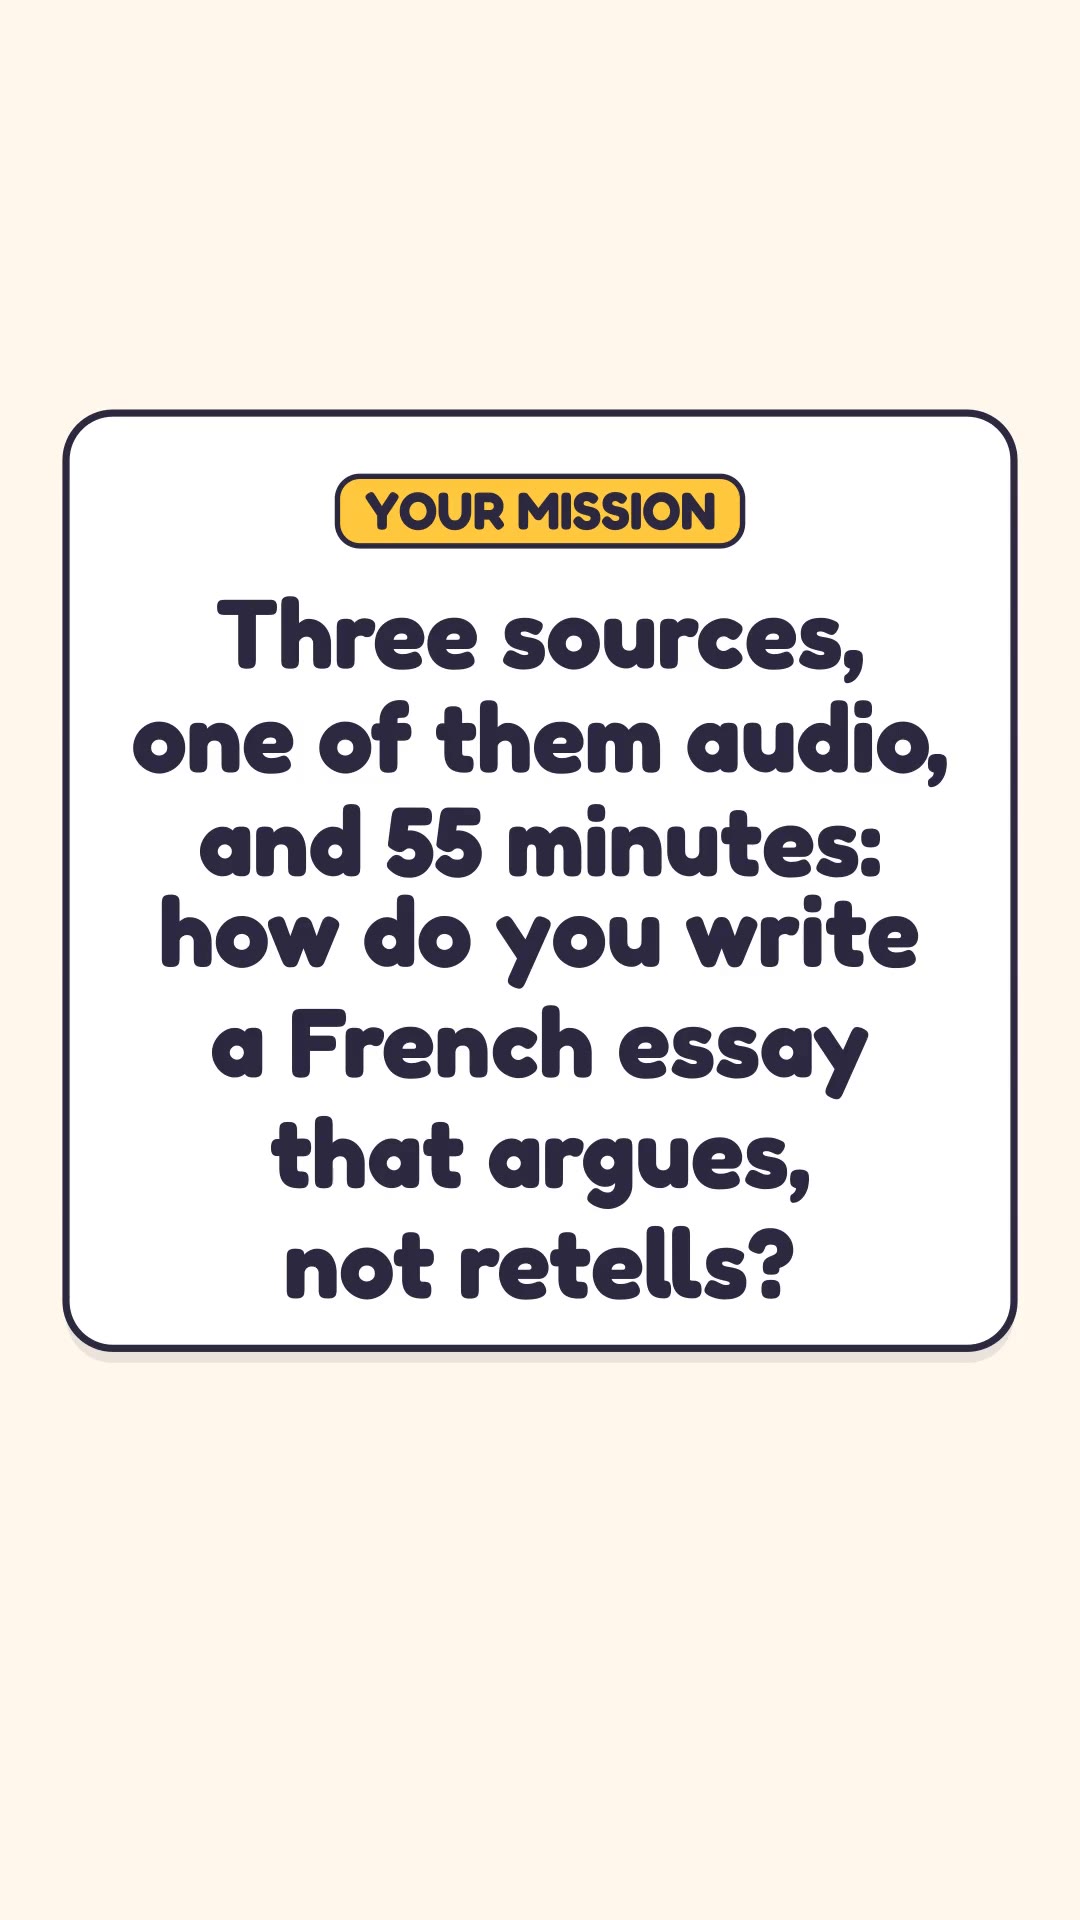 YOUR MISSION
Three sources,
one of them audio,
and 55 minutes:
how do you write
a French essay
that argues,
not retells?